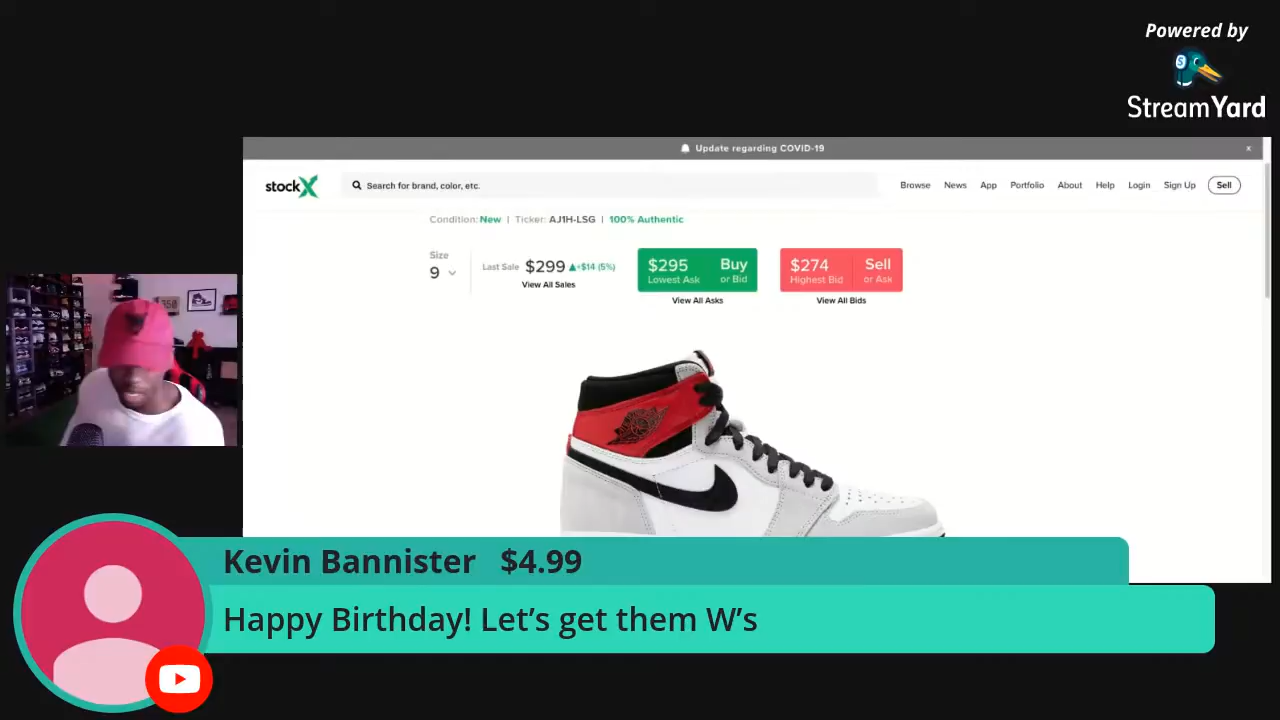 Powered by
StreamYard
Update regarding COVID-19
x
stockX
Search for brand, color, etc.
Browse
News
App
Portfolio
About
Help
Login
Sign Up
Sell
Condition: New | Ticker: AJ1H-LSG | 100% Authentic
Size
9
Last Sale $299 ▲+$14 (5%)
View All Sales
$295
Lowest Ask
Buy
or Bid
View All Asks
$274
Highest Bid
Sell
or Ask
View All Bids
Kevin Bannister $4.99
Happy Birthday! Let’s get them W’s